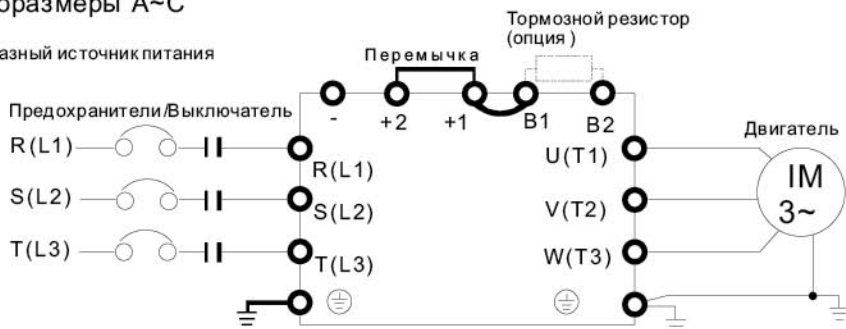 оразмеры A~C
азный источник питания
Тормозной резистор
(опция )
Перемычка
Предохранители/Выключатель
- +2 +1 B1 B2
Двигатель
R(L1) R(L1) U(T1)
S(L2) S(L2) V(T2)
T(L3) T(L3) W(T3)
IM
3~